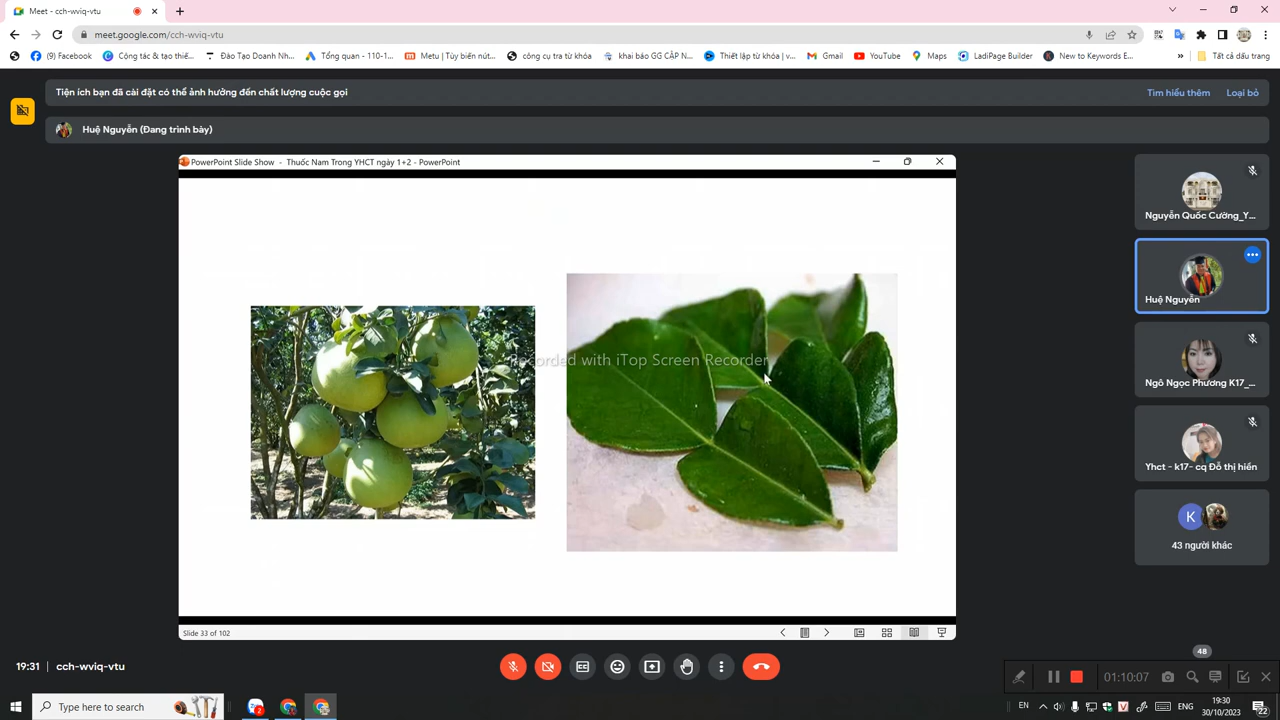 Meet - cch-wviq-vtu
meet.google.com/cch-wviq-vtu
(3) Facebook
Công tác & tạo thiế...
Đào Tạo Doanh Nh...
Tổng quan - 110-1...
Metu | Tùy biến nút...
công cụ tra từ khóa
khai báo GG CẬP N...
Thiết lập từ khóa | v...
Gmail
YouTube
Maps
LadiPage Builder
New to Keywords E...
»
Tất cả dấu trang
Tiện ích bạn đã cài đặt có thể ảnh hưởng đến chất lượng cuộc gọi
Tìm hiểu thêm
Loại bỏ
Huệ Nguyễn (Đang trình bày)
PowerPoint Slide Show - Thuốc Nam Trong YHCT ngày 1+2 - PowerPoint
Recorded with iTop Screen Recorder
Slide 33 of 102
Nguyễn Quốc Cường_Y...
Huệ Nguyễn
Ngô Ngọc Phương K17_...
Yhct - k17- cq Đỗ thị hiền
K
43 người khác
48
19:31
cch-wviq-vtu
01:10:07
Type here to search
2
EN
V
ENG
19:30
30/10/2023
22